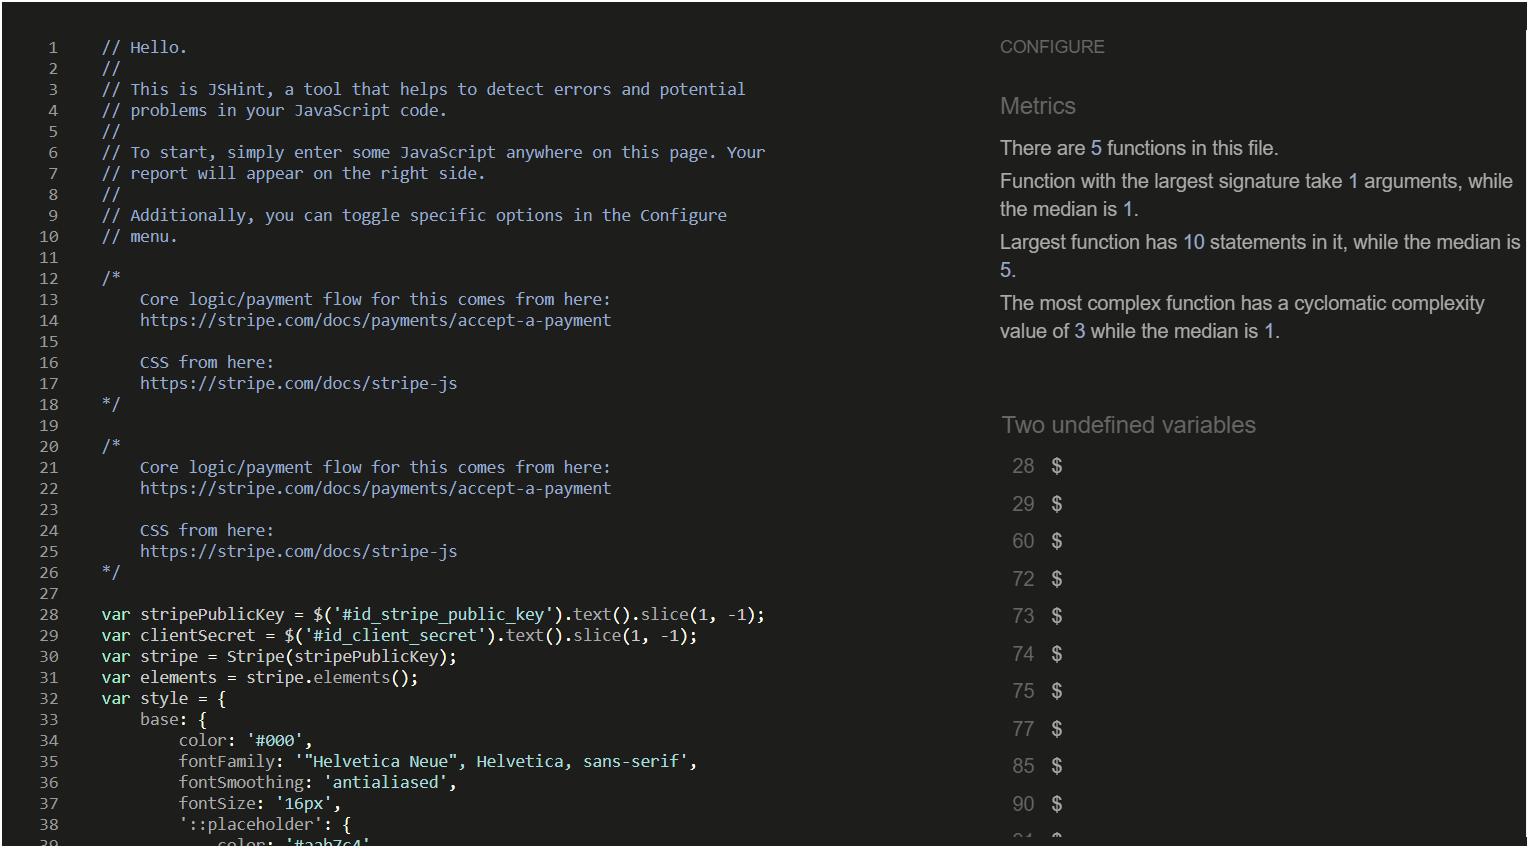 1 // Hello.
2 //
3 // This is JSHint, a tool that helps to detect errors and potential
4 // problems in your JavaScript code.
5 //
6 // To start, simply enter some JavaScript anywhere on this page. Your
7 // report will appear on the right side.
8 //
9 // Additionally, you can toggle specific options in the Configure
10 // menu.
11
12 /*
13     Core logic/payment flow for this comes from here:
14     https://stripe.com/docs/payments/accept-a-payment
15
16     CSS from here:
17     https://stripe.com/docs/stripe-js
18 */
19
20 /*
21     Core logic/payment flow for this comes from here:
22     https://stripe.com/docs/payments/accept-a-payment
23
24     CSS from here:
25     https://stripe.com/docs/stripe-js
26 */
27
28 var stripePublicKey = $('#id_stripe_public_key').text().slice(1, -1);
29 var clientSecret = $('#id_client_secret').text().slice(1, -1);
30 var stripe = Stripe(stripePublicKey);
31 var elements = stripe.elements();
32 var style = {
33     base: {
34         color: '#000',
35         fontFamily: '"Helvetica Neue", Helvetica, sans-serif',
36         fontSmoothing: 'antialiased',
37         fontSize: '16px',
38         '::placeholder': {
39             color: '#aab7c4'
CONFIGURE
Metrics
There are 5 functions in this file.
Function with the largest signature take 1 arguments, while
the median is 1.
Largest function has 10 statements in it, while the median is
5.
The most complex function has a cyclomatic complexity
value of 3 while the median is 1.
Two undefined variables
28 $
29 $
60 $
72 $
73 $
74 $
75 $
77 $
85 $
90 $